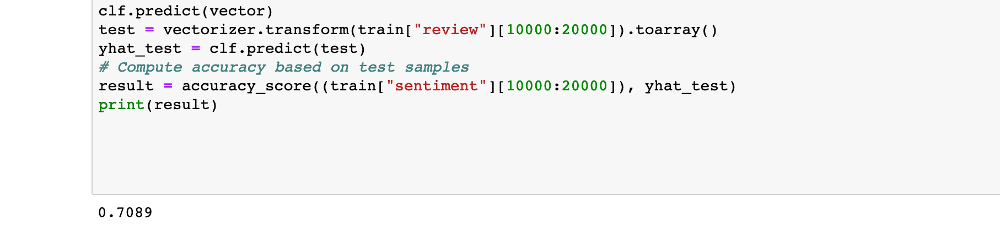 clf.predict(vector)
test = vectorizer.transform(train["review"][10000:20000]).toarray()
yhat_test = clf.predict(test)
# Compute accuracy based on test samples
result = accuracy_score((train["sentiment"][10000:20000]), yhat_test)
print(result)
0.7089